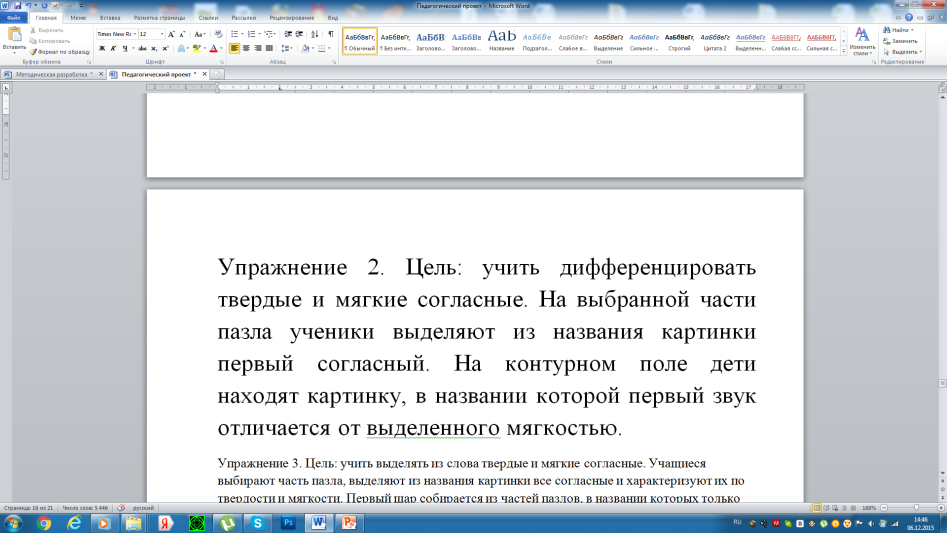 Педагогический проект - Microsoft Word
Файл Главная Меню Вставка Разметка страницы Ссылки Рассылки Рецензирование Вид
Вставить
Вырезать
Копировать
Формат по образцу
Буфер обмена
Times New Ro 12
Шрифт
Абзац
АаБбВвГг, АаБбВвГг, АаБбВ АаБбВв АаБбВв Aab АаБбВв АаБбВвГг АаБбВвГг АаБбВвГг АаБбВвГг, АаБбВвГг АаБбВвГг, АаБбВвГг, АаБбВвГг,
¶ Обычный ¶ Без инте... Заголово... Заголово... Название Подзагол... Слабое в... Выделение Сильное ... Строгий Цитата 2 Выделенн... Слабая сс... Сильная с...
Изменить стили
Стили
Найти
Заменить
Выделить
Редактирование
Методическая разработка * Педагогический проект *
Упражнение 2. Цель: учить дифференцировать
твердые и мягкие согласные. На выбранной части
пазла ученики выделяют из названия картинки
первый согласный. На контурном поле дети
находят картинку, в названии которой первый звук
отличается от выделенного мягкостью.
Упражнение 3. Цель: учить выделять из слова твердые и мягкие согласные. Учащиеся
выбирают часть пазла, выделяют из названия картинки все согласные и характеризуют их по
твердости и мягкости. Первый шар собирается из частей пазлов, в названии которых только
Страница: 16 из 21 Число слов: 5 446 русский 168%
RU 14:46
06.12.2015